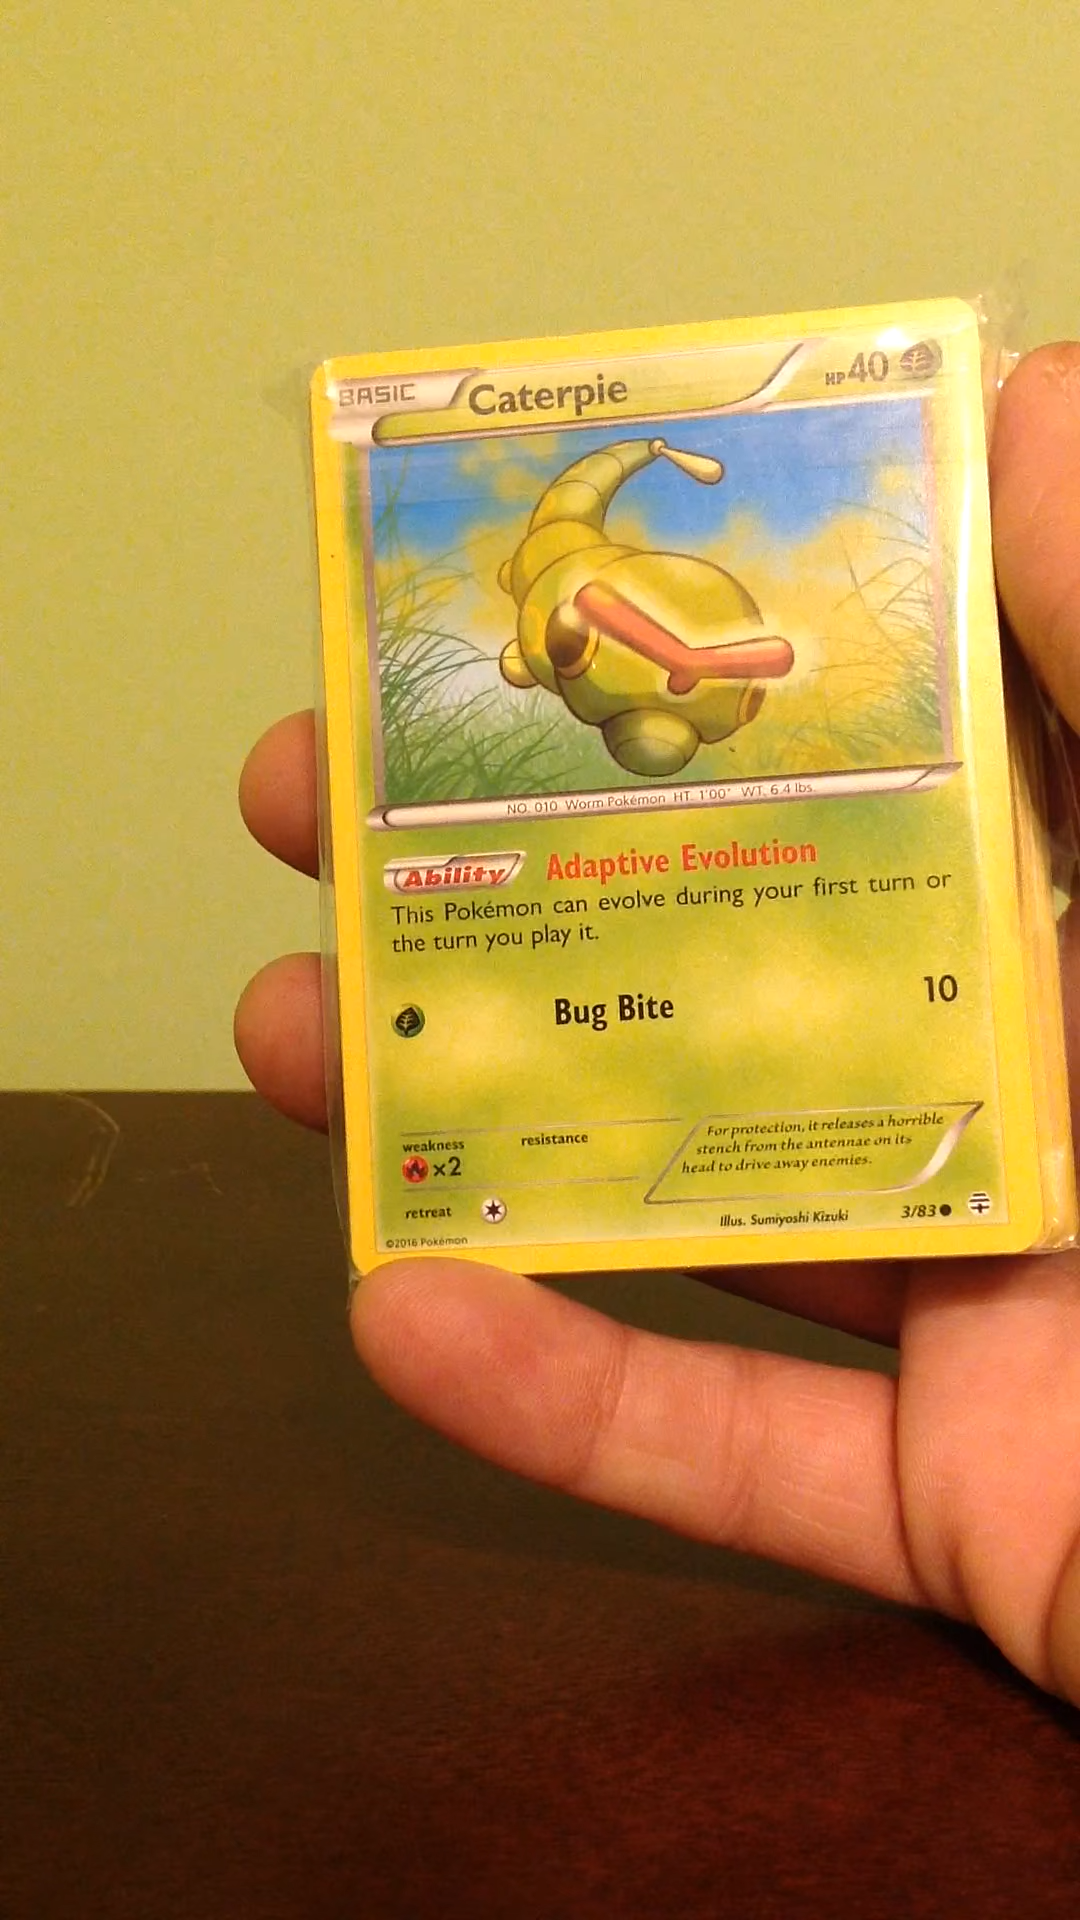 BASIC Caterpie HP40
NO. 010 Worm Pokémon HT. 1'00" WT. 6.4 lbs.
Ability Adaptive Evolution
This Pokémon can evolve during your first turn or
the turn you play it.
Bug Bite 10
weakness resistance
×2
retreat
For protection, it releases a horrible
stench from the antennae on its
head to drive away enemies.
Illus. Sumiyoshi Kizuki 3/83
©2016 Pokémon